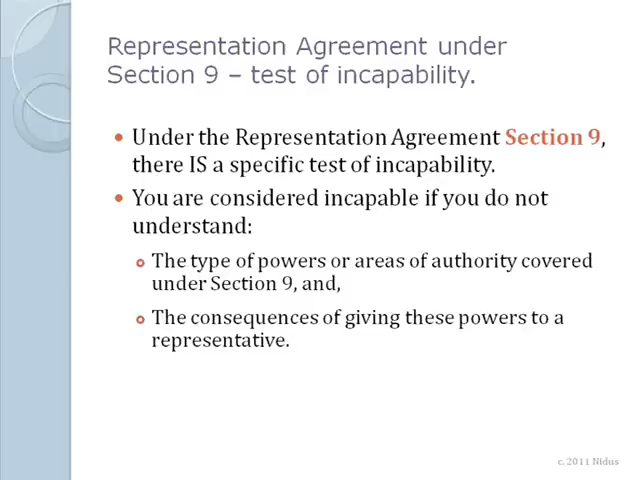 Representation Agreement under
Section 9 – test of incapability.
Under the Representation Agreement Section 9,
there IS a specific test of incapability.
You are considered incapable if you do not
understand:
The type of powers or areas of authority covered
under Section 9, and,
The consequences of giving these powers to a
representative.
c. 2011 Nidus